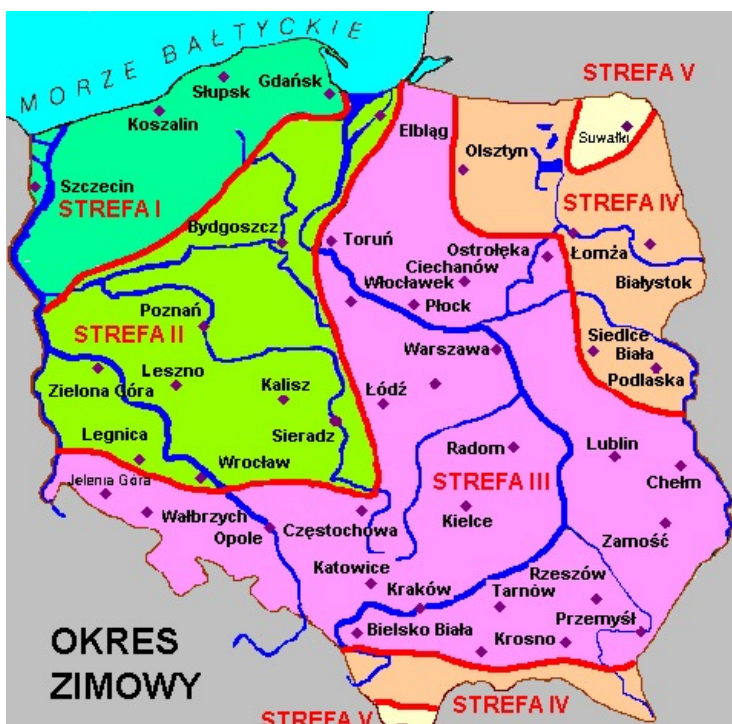 MORZE BAŁTYCKIE
STREFA V
Słupsk
Gdańsk
Koszalin
Elbląg
Suwałki
Olsztyn
Szczecin
STREFA I
STREFA IV
Bydgoszcz
Toruń
Ostrołęka
Łomża
Ciechanów
Włocławek
Białystok
Poznań
Płock
STREFA II
Siedlce
Warszawa
Biała
Podlaska
Leszno
Zielona Góra
Kalisz
Łódź
Sieradz
Legnica
Radom
Lublin
Wrocław
Jelenia Góra
STREFA III
Chełm
Wałbrzych
Częstochowa
Kielce
Opole
Zamość
Katowice
Rzeszów
Kraków
Tarnów
Przemyśl
Bielsko Biała
Krosno
OKRES
ZIMOWY
STREFA IV
STREFA V